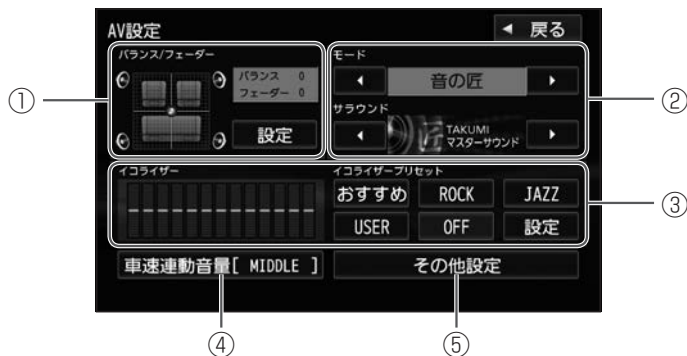 AV設定
◀ 戻る
バランス/フェーダー
バランス 0
フェーダー 0
設定
モード
音の匠
サラウンド
匠 TAKUMI
マスターサウンド
イコライザー
イコライザープリセット
おすすめ ROCK JAZZ
USER OFF 設定
車速連動音量[ MIDDLE ]
その他設定
①
②
③
④
⑤